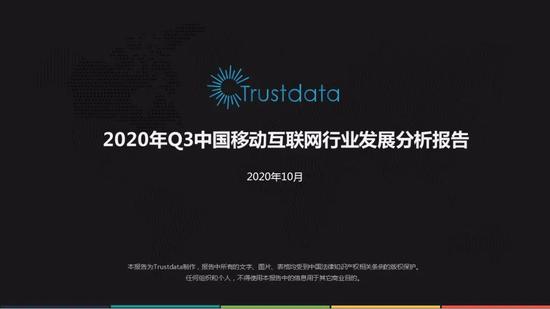 Trustdata
2020年Q3中国移动互联网行业发展分析报告
2020年10月
本报告为Trustdata制作，报告中所有的文字、图片、表格均受到中国法律知识产权相关条例的版权保护。
任何组织和个人，不得使用本报告中的信息用于其它商业目的。